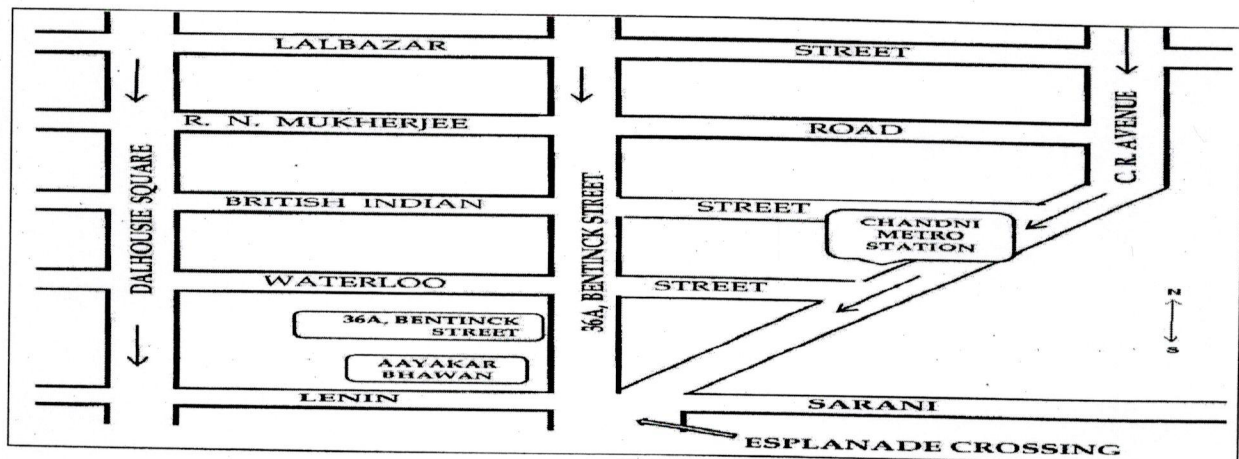 LALBAZAR STREET
R. N. MUKHERJEE ROAD
DALHOUSIE SQUARE
36A, BENTINCK STREET
C. R. AVENUE
BRITISH INDIAN STREET
CHANDNI
METRO
STATION
WATERLOO STREET
N
S
36A, BENTINCK
STREET
AAYAKAR
BHAWAN
LENIN SARANI
ESPLANADE CROSSING